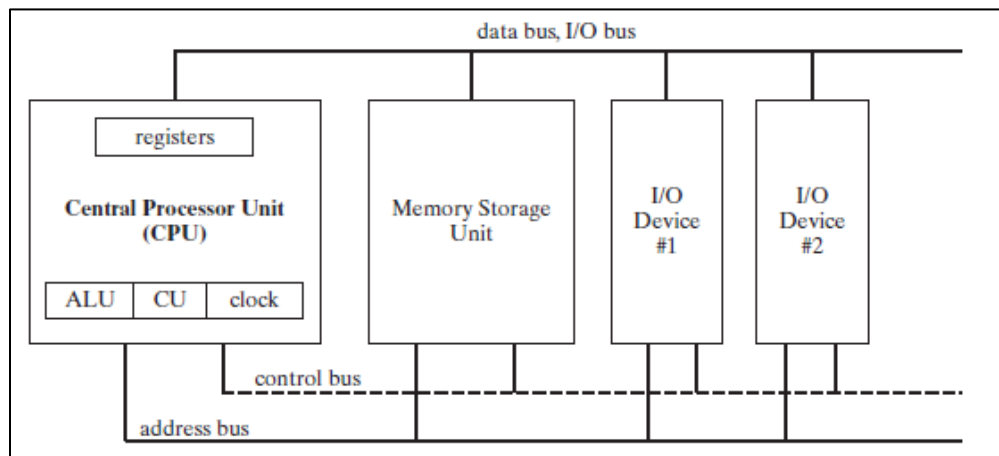 data bus, I/O bus
registers
Central Processor Unit
(CPU)
ALU CU clock
Memory Storage
Unit
I/O
Device
#1
I/O
Device
#2
control bus
address bus